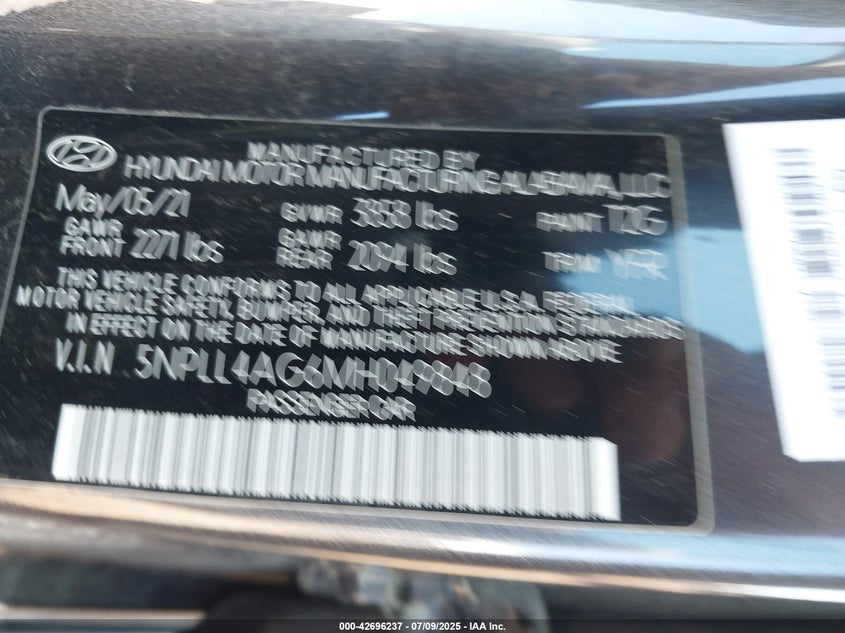 MANUFACTURED BY
HYUNDAI MOTOR MANUFACTURING ALABAMA, LLC
May/05/21 GVWR 3858 lbs PAINT T2G
GAWR FRONT 2271 lbs GAWR REAR 2094 lbs TRIM YFR
THIS VEHICLE CONFORMS TO ALL APPLICABLE U.S.A. FEDERAL
MOTOR VEHICLE SAFETY, BUMPER, AND THEFT PREVENTION STANDARDS
IN EFFECT ON THE DATE OF MANUFACTURE SHOWN ABOVE
V.I.N 5NPLL4AG6MH049848
PASSENGER CAR
000-42696237 - 07/09/2025 - IAA Inc.